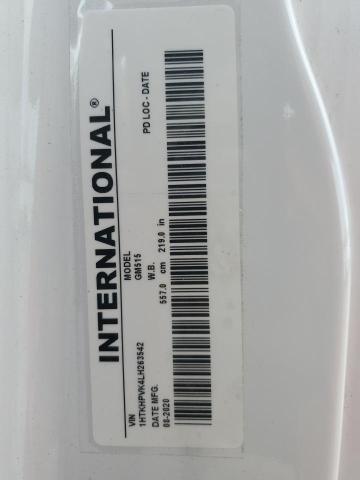 INTERNATIONAL®
VIN MODEL PD LOC - DATE
1HTKHPVK4LH263542 GM515
DATE MFG. W.B.
08-2020 557.0 cm 219.0 in